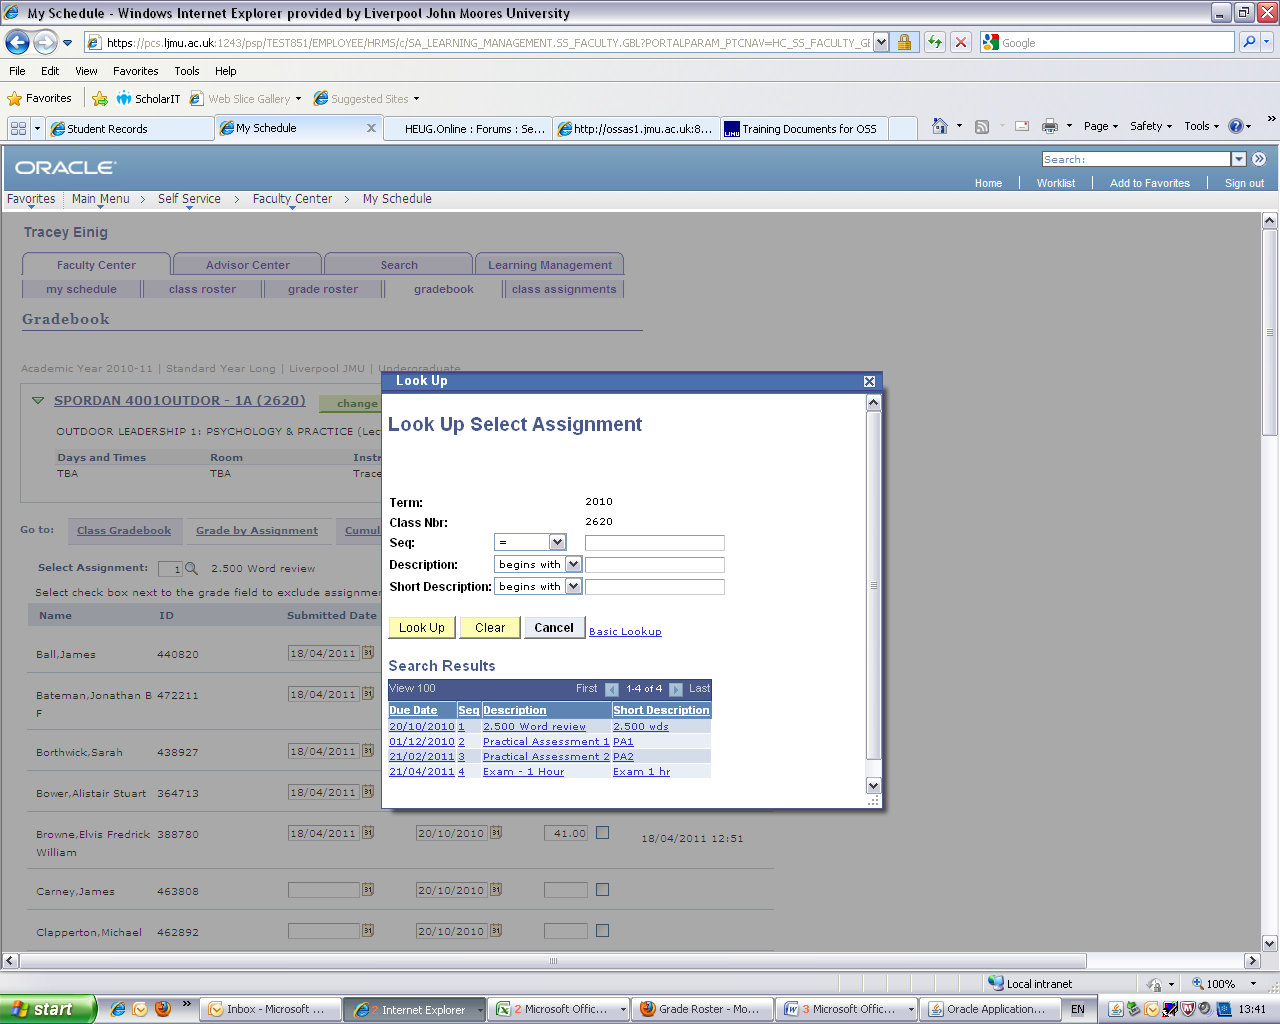 My Schedule - Windows Internet Explorer provided by Liverpool John Moores University
https://pcs.ljmu.ac.uk:1243/psp/TEST851/EMPLOYEE/HRMS/c/SA_LEARNING_MANAGEMENT.SS_FACULTY.GBL?PORTALPARAM_PTCNAV=HC_SS_FACULTY_GE
Google
File Edit View Favorites Tools Help
Favorites ScholarIT Web Slice Gallery Suggested Sites
Student Records My Schedule HEUG.Online : Forums : Se... http://ossas1.jmu.ac.uk:8... LJMU Training Documents for OSS Page Safety Tools
ORACLE Search:
Home Worklist Add to Favorites Sign out
Favorites Main Menu > Self Service > Faculty Center > My Schedule
Tracey Einig
Faculty Center Advisor Center Search Learning Management
my schedule class roster grade roster gradebook class assignments
Gradebook
Academic Year 2010-11 | Standard Year Long | Liverpool JMU | Undergraduate
SPORDAN 4001OUTDOR - 1A (2620) change
OUTDOOR LEADERSHIP 1: PSYCHOLOGY & PRACTICE (Lec
Days and Times Room Instr
TBA TBA Trace
Go to: Class Gradebook Grade by Assignment Cumul
Select Assignment: 1 2.500 Word review
Select check box next to the grade field to exclude assignm
Name ID Submitted Date
Ball,James 440820 18/04/2011
Bateman,Jonathan B F 472211 18/04/2011
Borthwick,Sarah 438927 18/04/2011
Bower,Alistair Stuart 364713 18/04/2011
Browne,Elvis Fredrick William 388780 18/04/2011 20/10/2010 41.00 18/04/2011 12:51
Carney,James 463808 20/10/2010
Clapperton,Michael 462892 20/10/2010
Look Up
Look Up Select Assignment
Term: 2010
Class Nbr: 2620
Seq: =
Description: begins with
Short Description: begins with
Look Up Clear Cancel Basic Lookup
Search Results
View 100 First 1-4 of 4 Last
Due Date Seq Description Short Description
20/10/2010 1 2.500 Word review 2.500 wds
01/12/2010 2 Practical Assessment 1 PA1
21/02/2011 3 Practical Assessment 2 PA2
21/04/2011 4 Exam - 1 Hour Exam 1 hr
Local intranet 100%
start Inbox - Microsoft ... 2 Internet Explorer 2 Microsoft Offic... Grade Roster - Mo... 3 Microsoft Offic... Oracle Application... EN 13:41